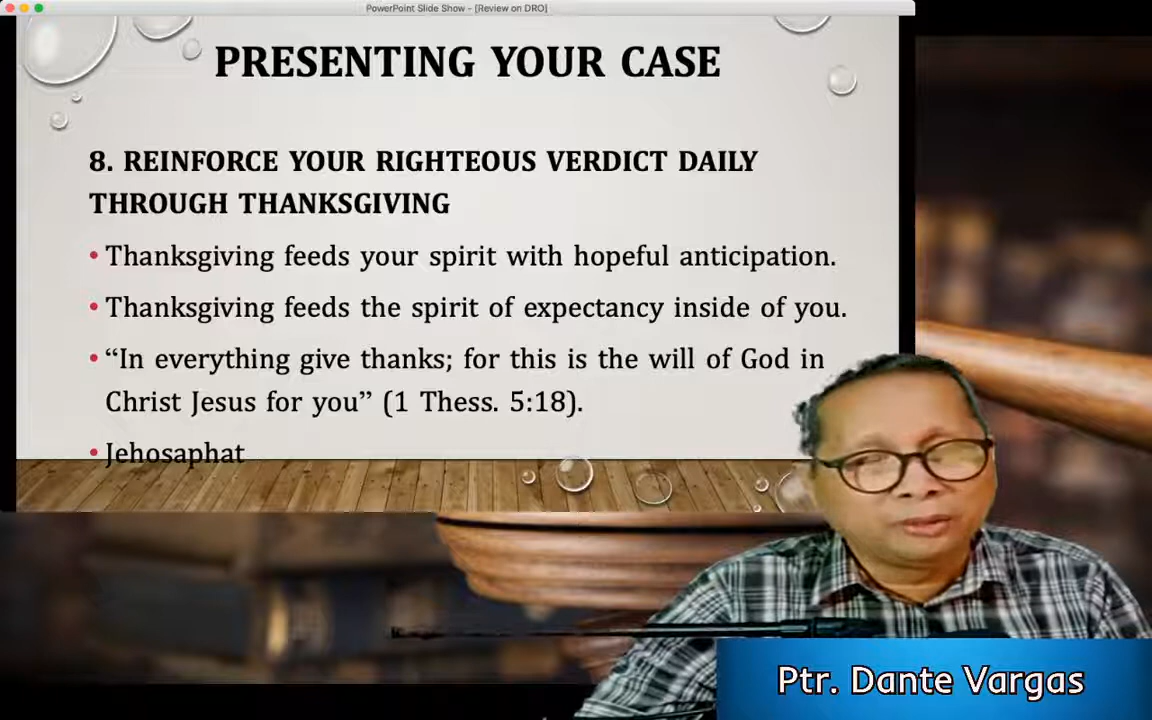 PowerPoint Slide Show - [Review on DRO]
PRESENTING YOUR CASE
8. REINFORCE YOUR RIGHTEOUS VERDICT DAILY
THROUGH THANKSGIVING
• Thanksgiving feeds your spirit with hopeful anticipation.
• Thanksgiving feeds the spirit of expectancy inside of you.
• “In everything give thanks; for this is the will of God in
Christ Jesus for you” (1 Thess. 5:18).
• Jehosaphat
Ptr. Dante Vargas